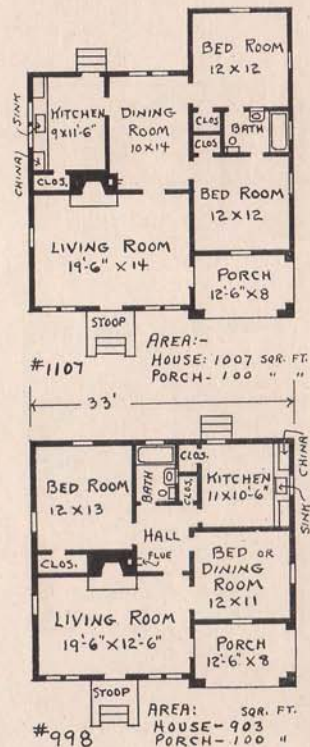 BED ROOM
12 X 12
KITCHEN
9X11'-6"
DINING
ROOM
10X14
SINK
CHINA
CLOS
CLOS
BATH
CLOS.
BED ROOM
12 X 12
LIVING ROOM
19'-6" X 14
PORCH
12'-6" X 8
STOOP
#1107
AREA:-
HOUSE: 1007 SQR. FT.
PORCH- 100 " "
33'
BED ROOM
12 X 13
BATH
CLOS.
CLOS.
KITCHEN
11X10'-6"
CHINA
SINK
HALL
FLUE
CLOS.
BED OR
DINING
ROOM
12 X 11
LIVING ROOM
19'-6" X 12'-6"
PORCH
12'-6" X 8
STOOP
#998
AREA: SQR. FT.
HOUSE- 903
PORCH- 100 "